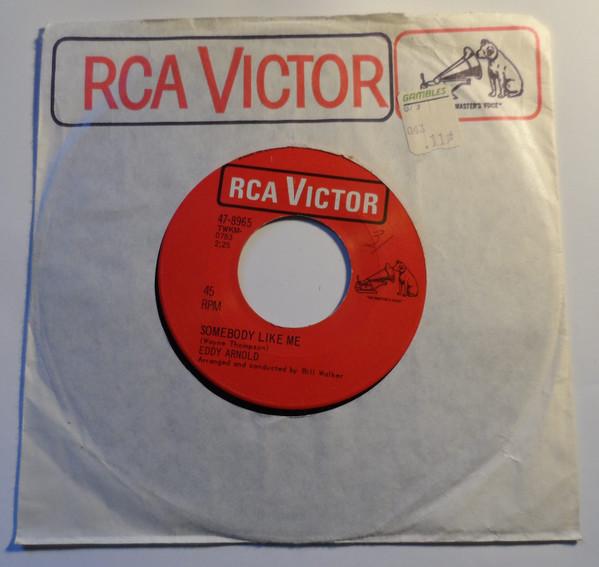 RCA VICTOR
GAMBLES
MASTER'S VOICE"
043
.11¢
RCA VICTOR
47-8965
TWKM-
0783
2:25
45
RPM
SOMEBODY LIKE ME
(Wayne Thompson)
EDDY ARNOLD
Arranged and conducted by Bill Walker